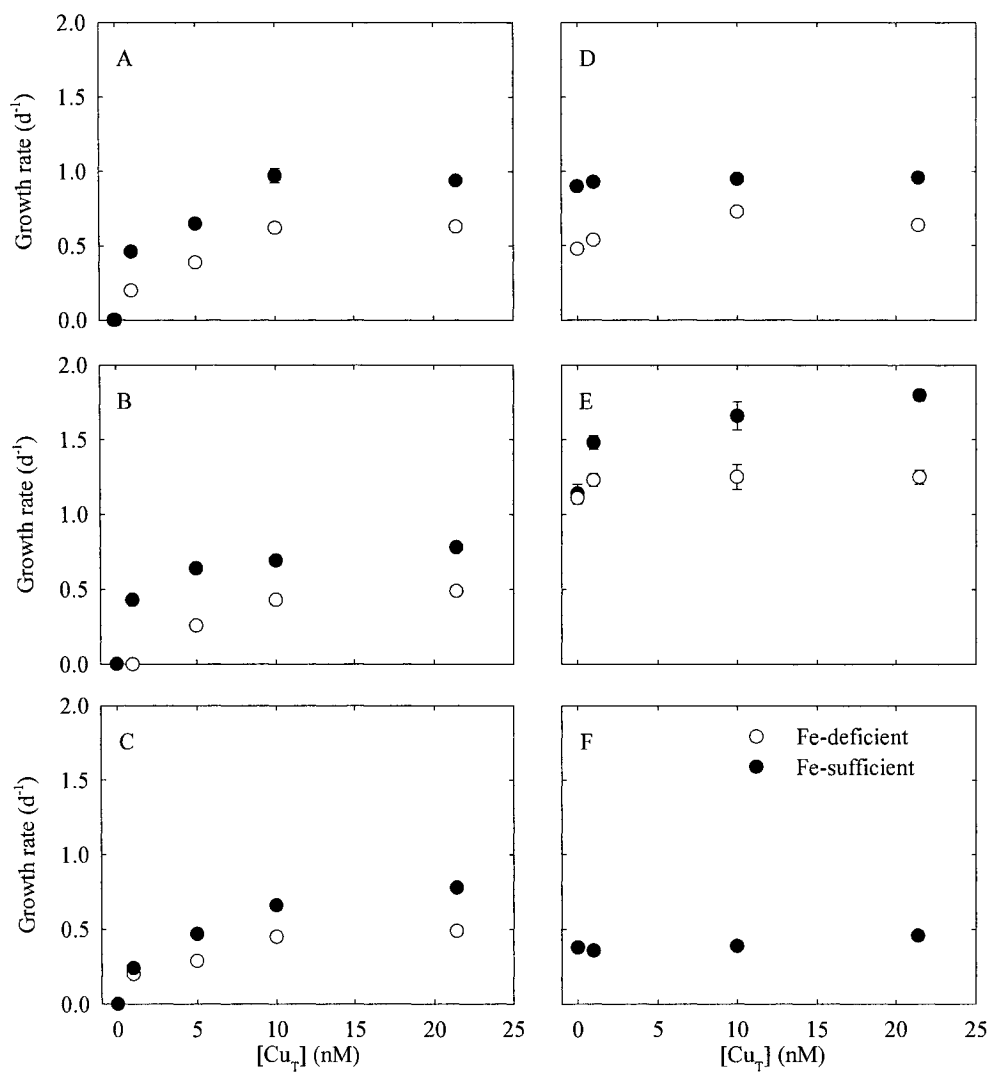 A
D
2.0
1.5
1.0
0.5
0.0
Growth rate (d⁻¹)
B
E
2.0
1.5
1.0
0.5
0.0
Growth rate (d⁻¹)
C
F
Fe-deficient
Fe-sufficient
2.0
1.5
1.0
0.5
0.0
Growth rate (d⁻¹)
0 5 10 15 20 25
0 5 10 15 20 25
[Cu_T] (nM)
[Cu_T] (nM)